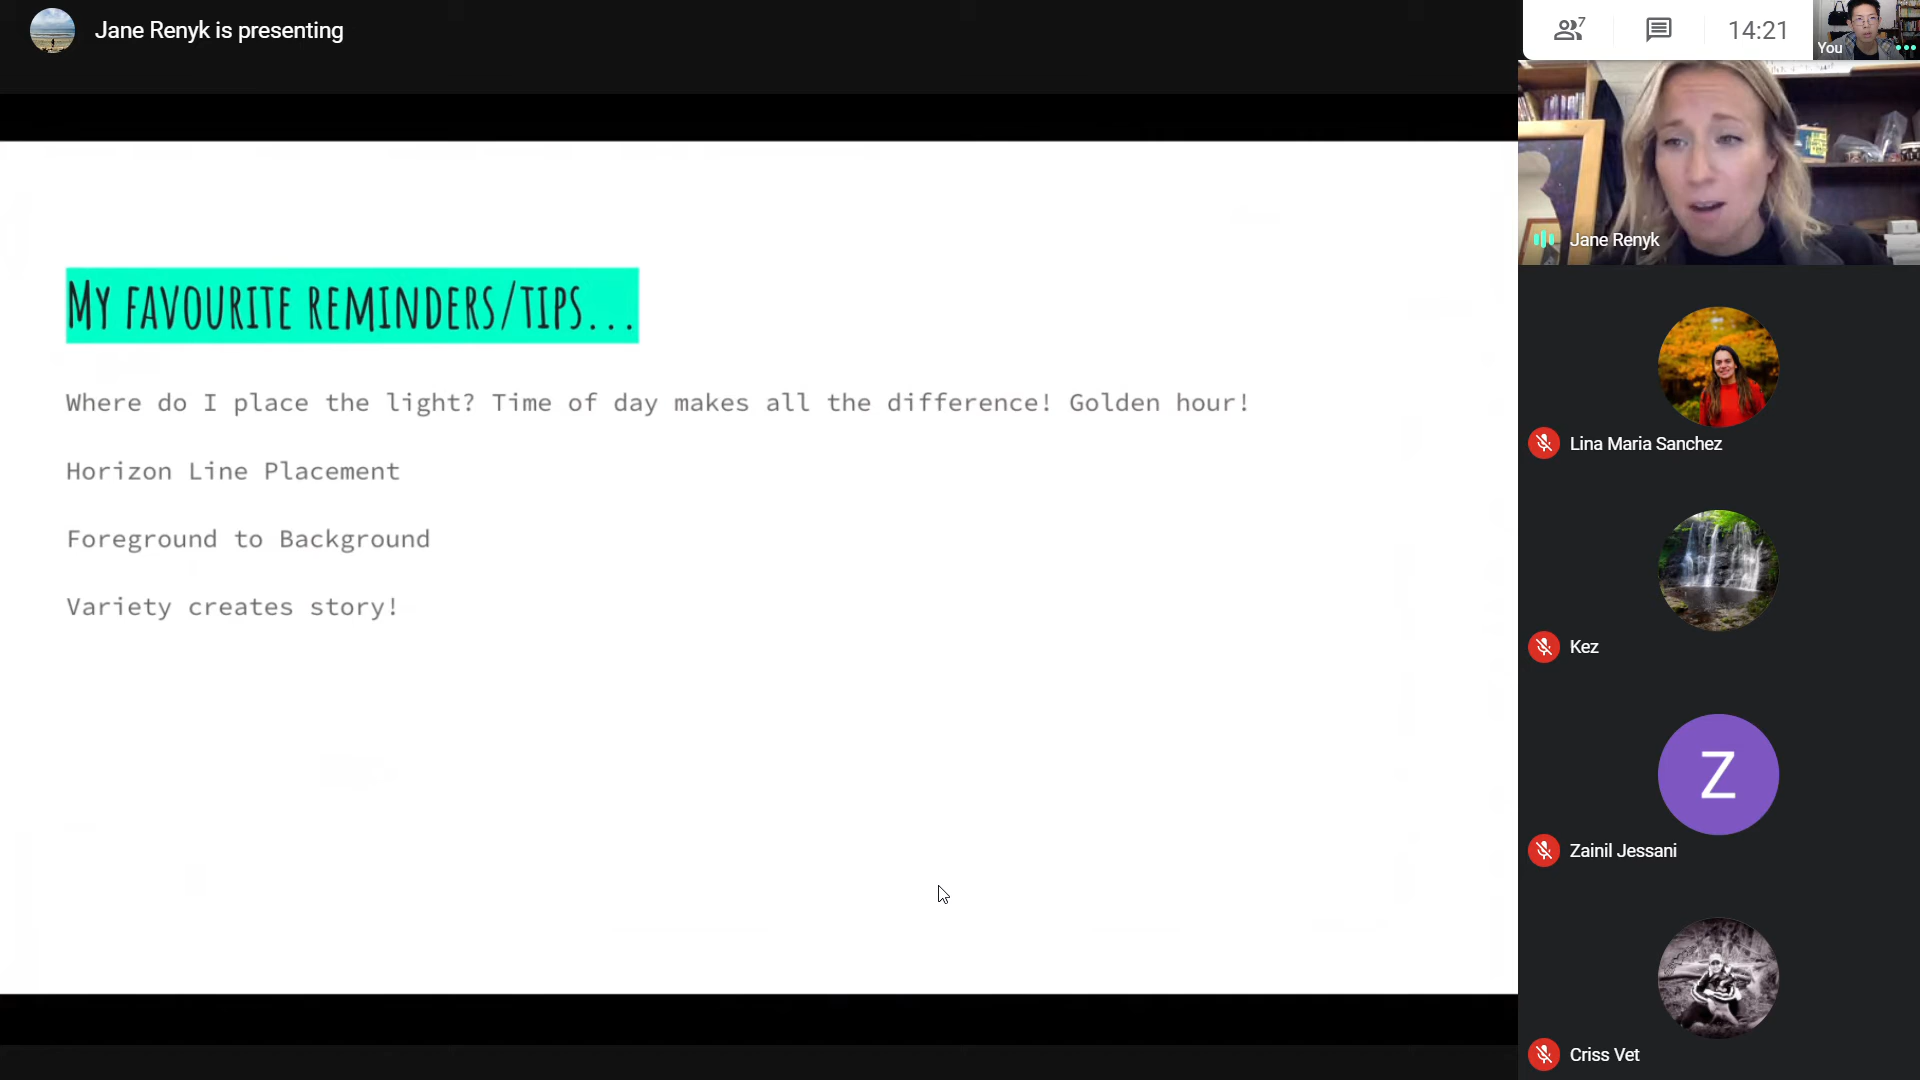 Jane Renyk is presenting
7
14:21
You
My favourite reminders/tips...
Where do I place the light? Time of day makes all the difference! Golden hour!
Horizon Line Placement
Foreground to Background
Variety creates story!
Jane Renyk
Lina Maria Sanchez
Kez
Z
Zainil Jessani
Criss Vet